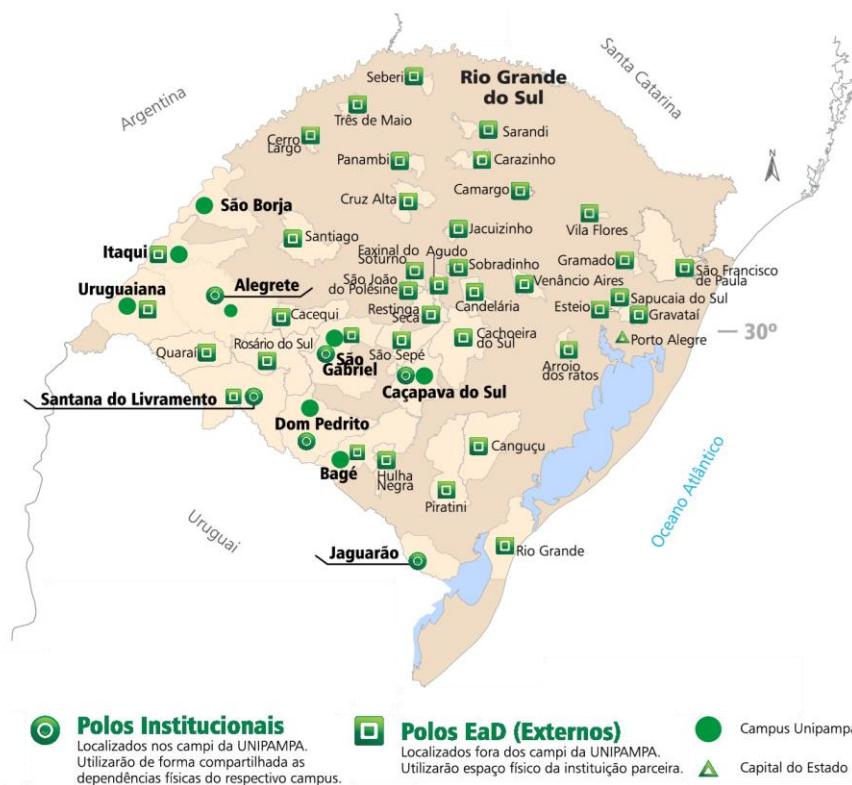 Santa Catarina
Argentina
Rio Grande
do Sul
Seberi
Três de Maio
Cerro
Largo
Sarandi
Panambi
Carazinho
N
Camargo
São Borja
Cruz Alta
Vila Flores
Jacuizinho
Santiago
Itaqui
Faxinal do
Soturno
Agudo
Sobradinho
Gramado
São Francisco
de Paula
Uruguaiana
Alegrete
São João
do Polêsine
Venâncio Aires
Candelária
Sapucaia do Sul
Esteio
Gravataí
Cacequi
Restinga
Seca
30º
Quaraí
Rosário do Sul
São
Gabriel
São Sepé
Cachoeira
do Sul
Porto Alegre
Arroio
dos ratos
Santana do Livramento
Caçapava do Sul
Dom Pedrito
Canguçu
Bagé
Hulha
Negra
Piratini
Oceano Atlântico
Uruguai
Jaguarão
Rio Grande
Polos Institucionais
Localizados nos campi da UNIPAMPA.
Utilizarão de forma compartilhada as
dependências físicas do respectivo campus.
Polos EaD (Externos)
Localizados fora dos campi da UNIPAMPA.
Utilizarão espaço físico da instituição parceira.
Campus Unipampa
Capital do Estado